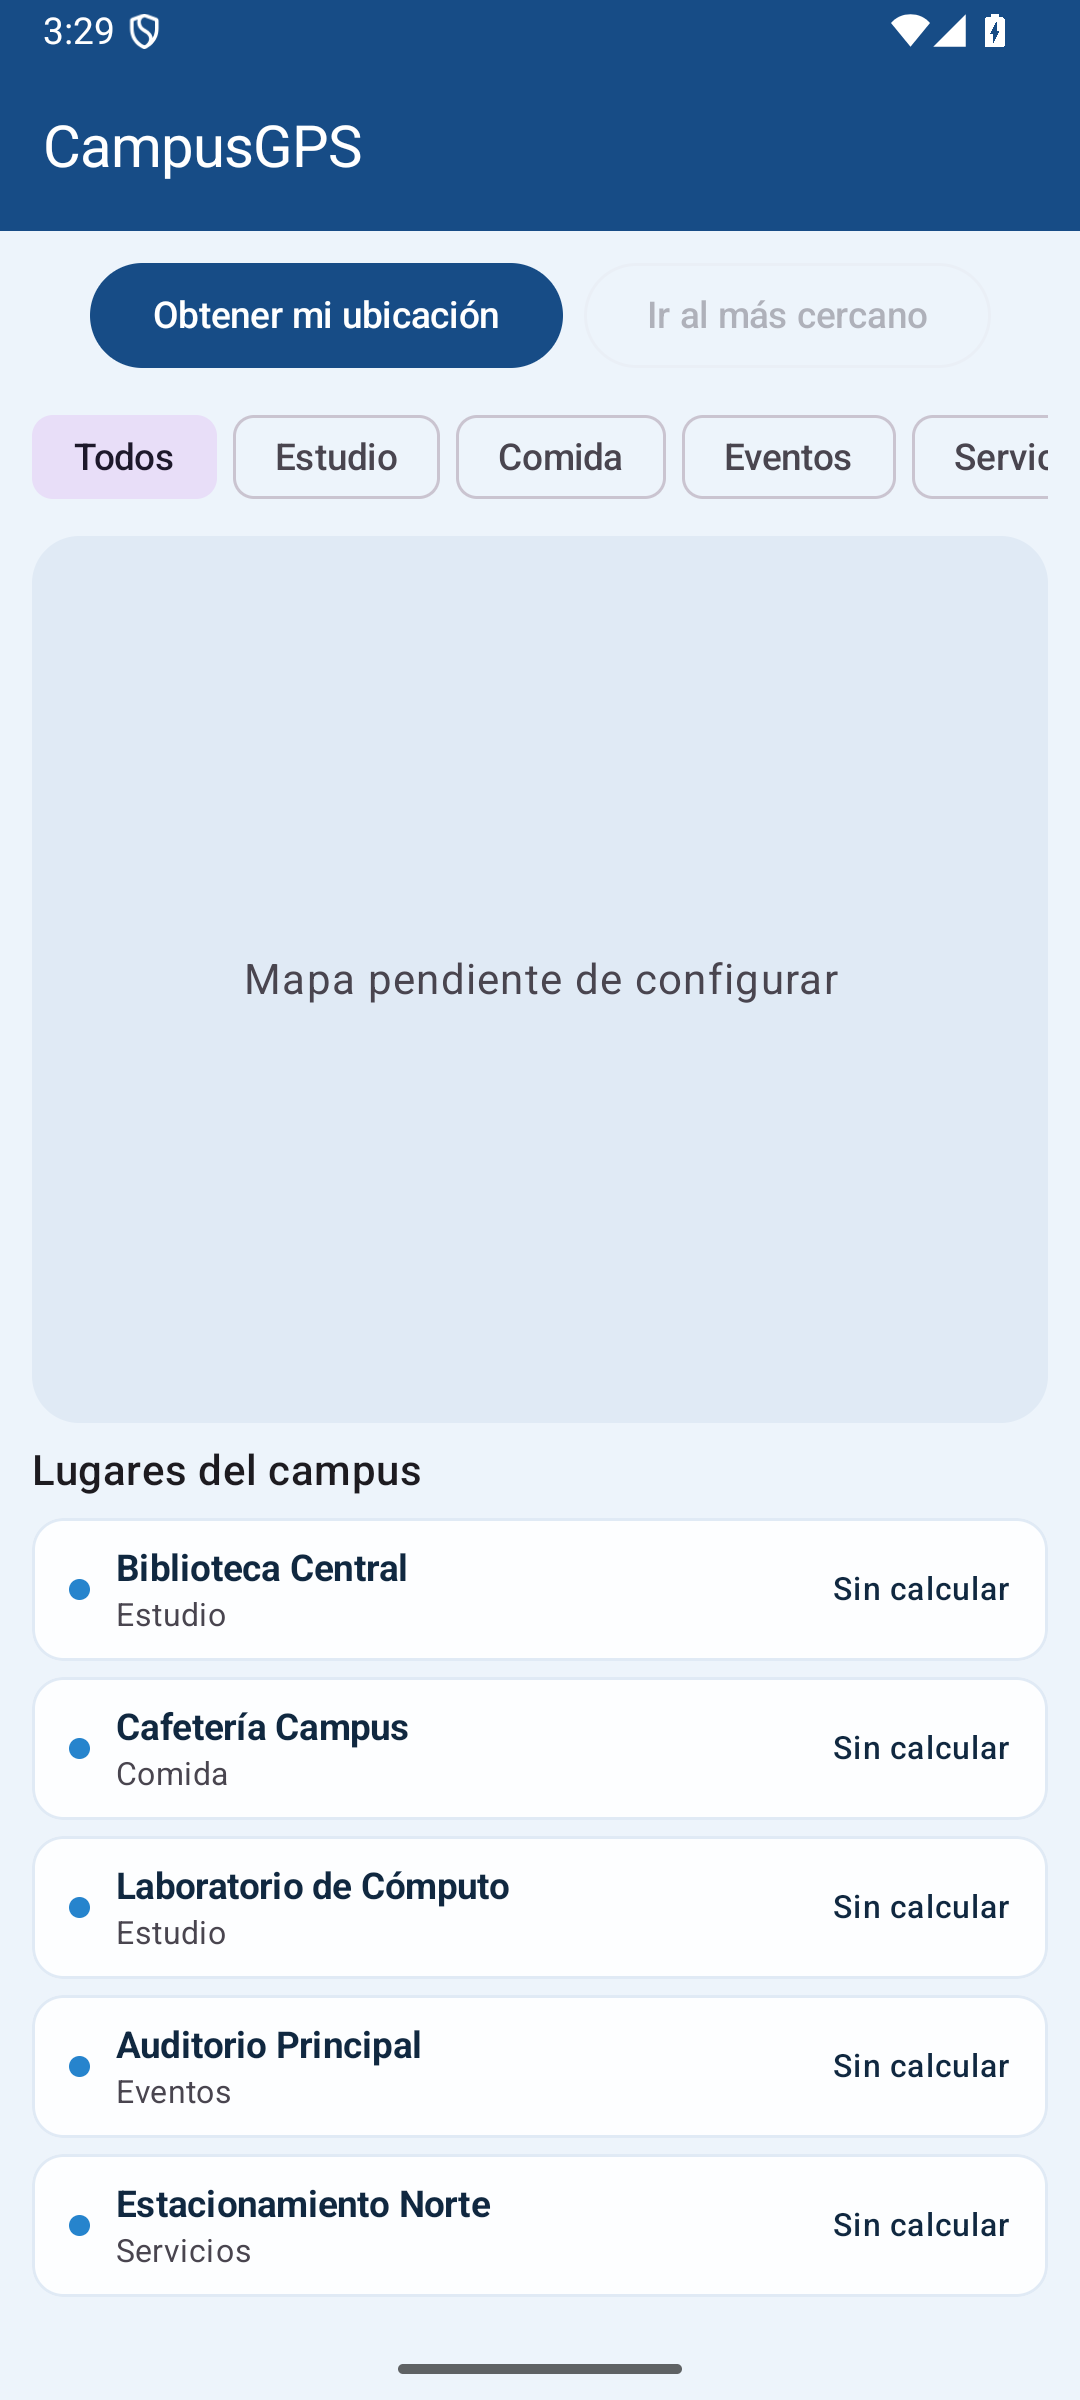 3:29
CampusGPS
Obtener mi ubicación
Ir al más cercano
Todos
Estudio
Comida
Eventos
Servic
Mapa pendiente de configurar
Lugares del campus
Biblioteca Central
Estudio
Sin calcular
Cafetería Campus
Comida
Sin calcular
Laboratorio de Cómputo
Estudio
Sin calcular
Auditorio Principal
Eventos
Sin calcular
Estacionamiento Norte
Servicios
Sin calcular